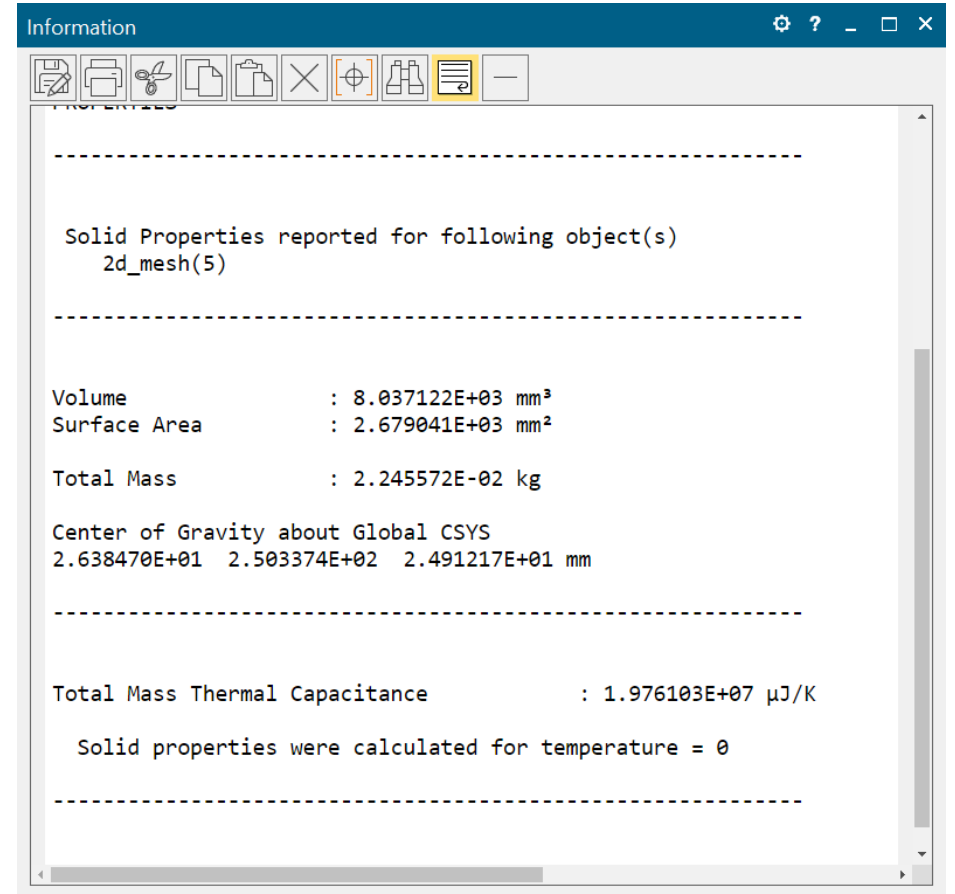 Information
PROPERTIES
------------------------------------------------------------
Solid Properties reported for following object(s)
2d_mesh(5)
------------------------------------------------------------
Volume : 8.037122E+03 mm³
Surface Area : 2.679041E+03 mm²
Total Mass : 2.245572E-02 kg
Center of Gravity about Global CSYS
2.638470E+01 2.503374E+02 2.491217E+01 mm
------------------------------------------------------------
Total Mass Thermal Capacitance : 1.976103E+07 µJ/K
Solid properties were calculated for temperature = 0
------------------------------------------------------------